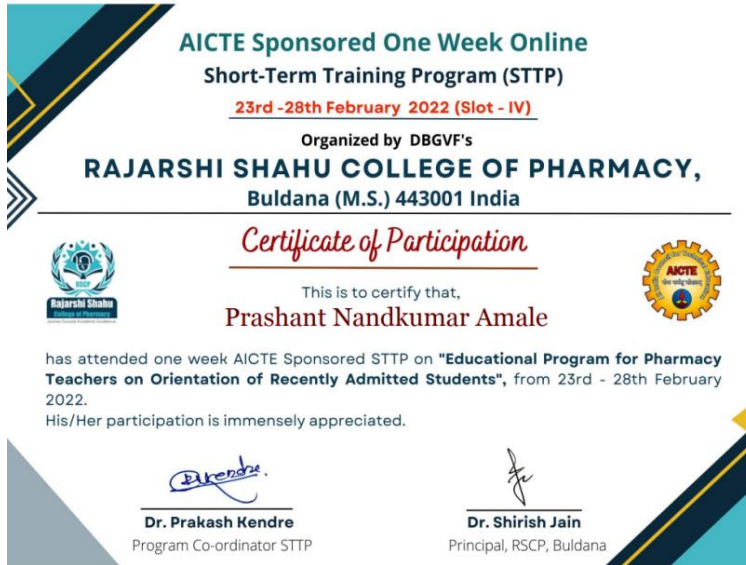 AICTE Sponsored One Week Online
Short-Term Training Program (STTP)
23rd -28th February 2022 (Slot - IV)
Organized by DBGVF's
RAJARSHI SHAHU COLLEGE OF PHARMACY,
Buldana (M.S.) 443001 India
Certificate of Participation
RSCP
Rajarshi Shahu
College of Pharmacy
AICTE
This is to certify that,
Prashant Nandkumar Amale
has attended one week AICTE Sponsored STTP on "Educational Program for Pharmacy
Teachers on Orientation of Recently Admitted Students", from 23rd - 28th February
2022.
His/Her participation is immensely appreciated.
Dr. Prakash Kendre
Program Co-ordinator STTP
Dr. Shirish Jain
Principal, RSCP, Buldana